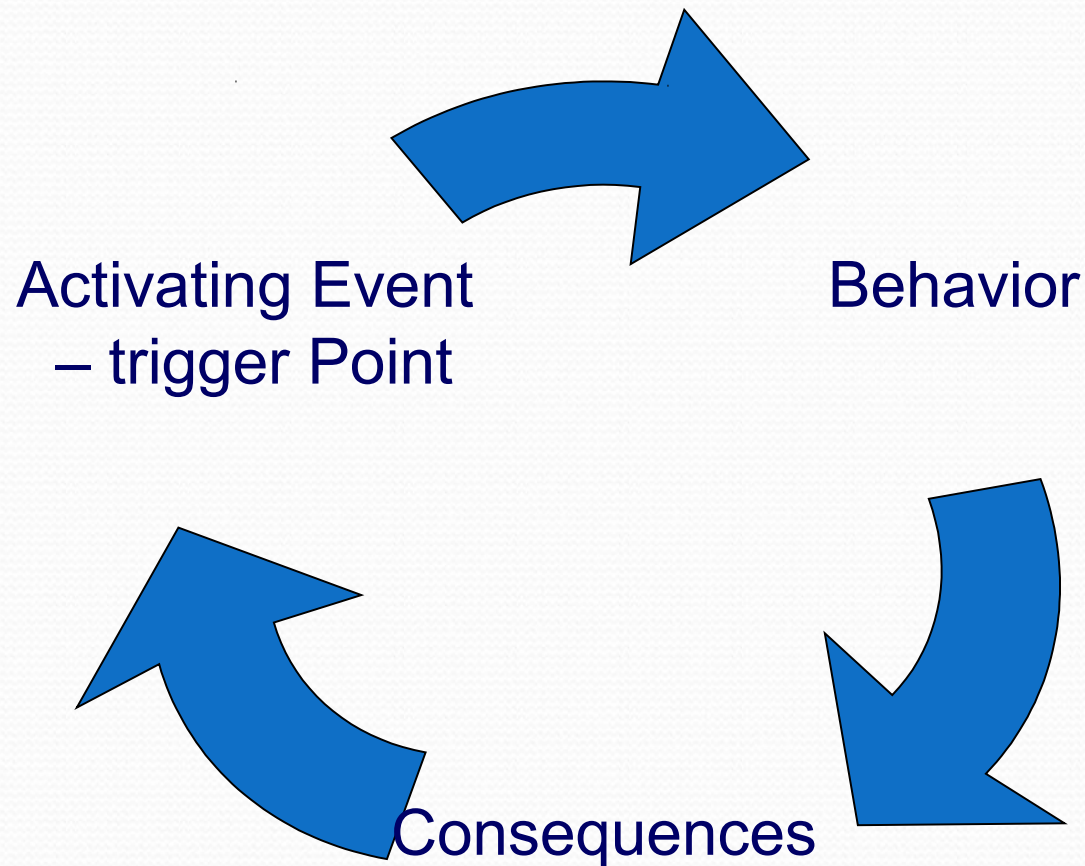 Activating Event
– trigger Point
Behavior
Consequences